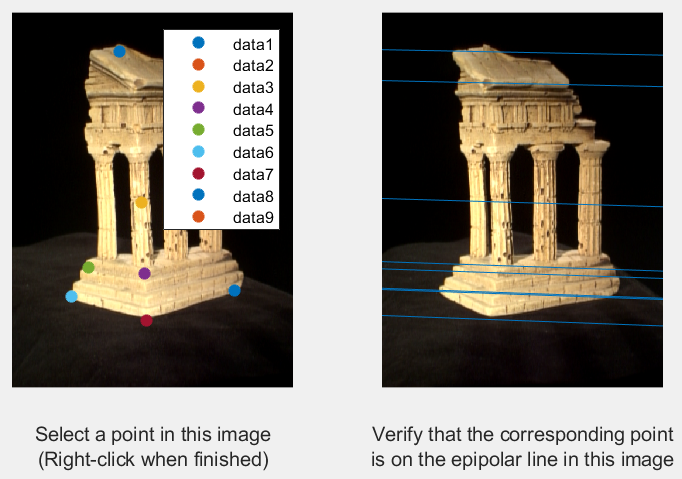 data1
data2
data3
data4
data5
data6
data7
data8
data9
Select a point in this image
(Right-click when finished)
Verify that the corresponding point
is on the epipolar line in this image